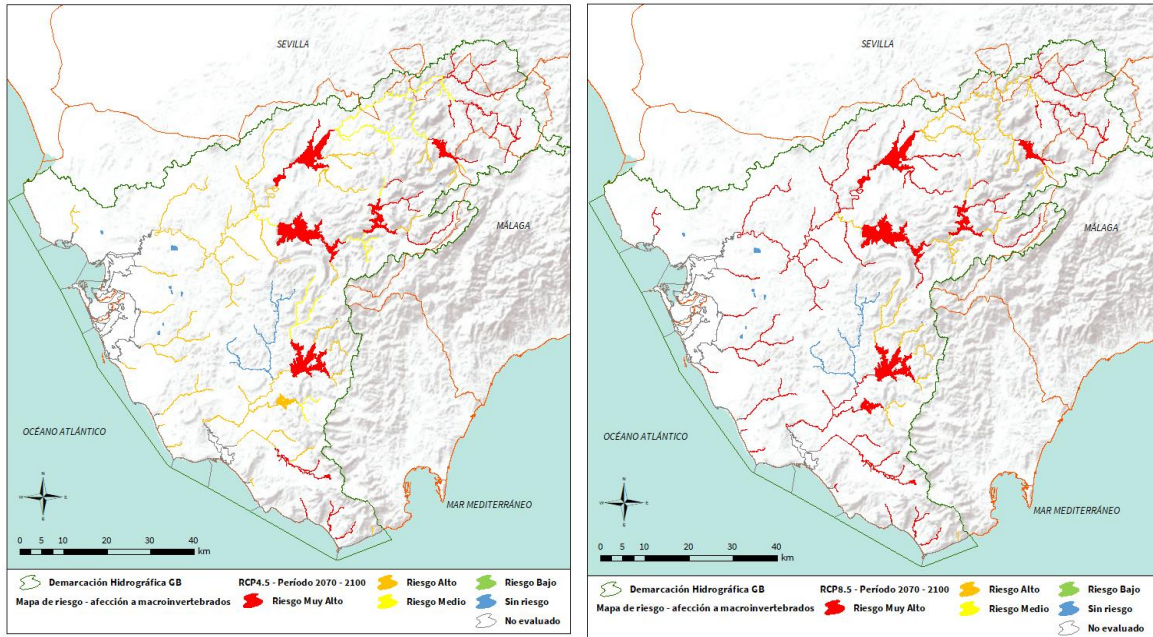 SEVILLA
MÁLAGA
OCÉANO ATLÁNTICO
MAR MEDITERRÁNEO
N
W E
S
0 5 10 20 30 40
km
Demarcación Hidrográfica GB
RCP4.5 - Período 2070 - 2100
Riesgo Alto
Riesgo Bajo
Mapa de riesgo - afección a macroinvertebrados
Riesgo Muy Alto
Riesgo Medio
Sin riesgo
No evaluado
SEVILLA
MÁLAGA
OCÉANO ATLÁNTICO
MAR MEDITERRÁNEO
N
W E
S
0 5 10 20 30 40
km
Demarcación Hidrográfica GB
RCP8.5 - Período 2070 - 2100
Riesgo Alto
Riesgo Bajo
Mapa de riesgo - afección a macroinvertebrados
Riesgo Muy Alto
Riesgo Medio
Sin riesgo
No evaluado